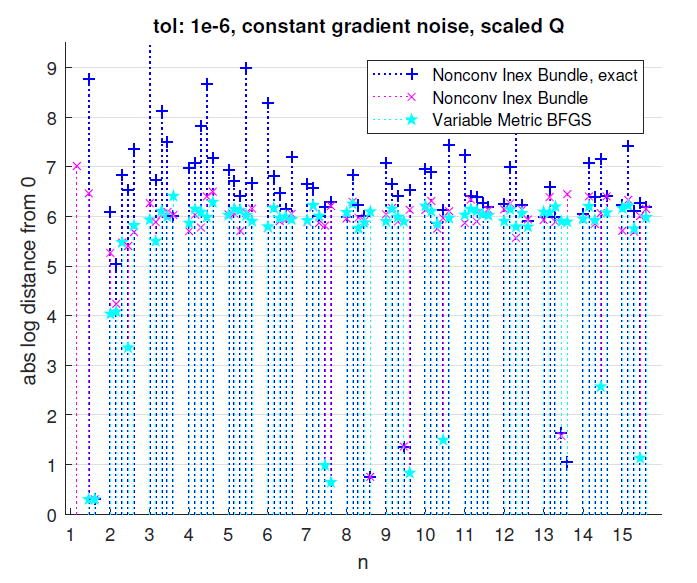 tol: 1e-6, constant gradient noise, scaled Q
Nonconv Inex Bundle, exact
Nonconv Inex Bundle
Variable Metric BFGS
abs log distance from 0
9
8
7
6
5
4
3
2
1
0
1 2 3 4 5 6 7 8 9 10 11 12 13 14 15
n